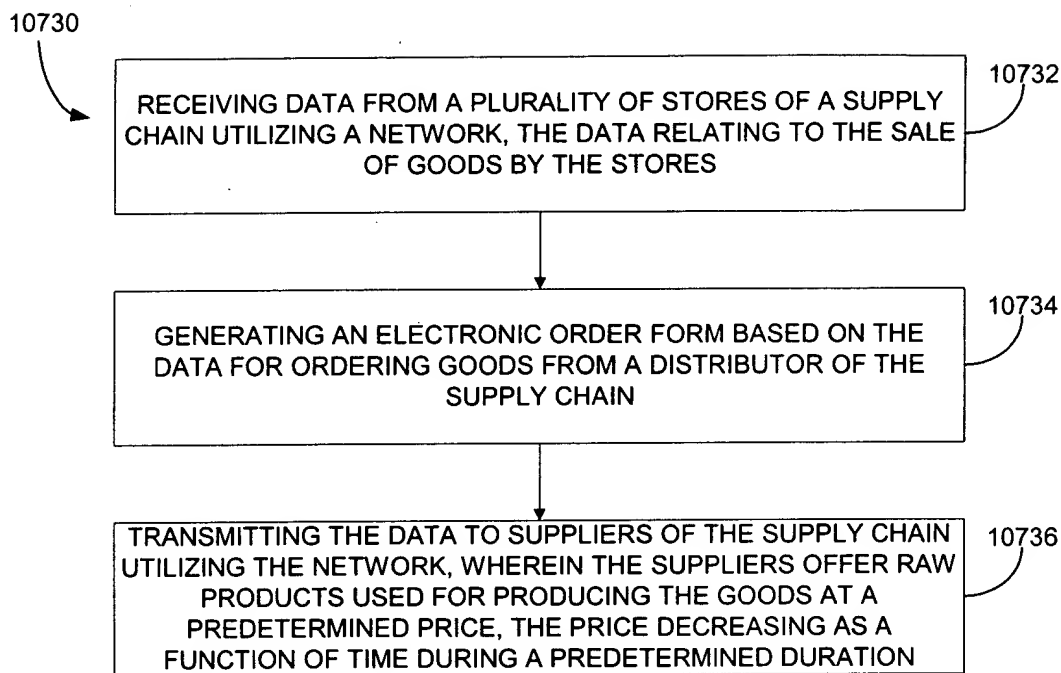 10730
10732
RECEIVING DATA FROM A PLURALITY OF STORES OF A SUPPLY
CHAIN UTILIZING A NETWORK, THE DATA RELATING TO THE SALE
OF GOODS BY THE STORES
10734
GENERATING AN ELECTRONIC ORDER FORM BASED ON THE
DATA FOR ORDERING GOODS FROM A DISTRIBUTOR OF THE
SUPPLY CHAIN
10736
TRANSMITTING THE DATA TO SUPPLIERS OF THE SUPPLY CHAIN
UTILIZING THE NETWORK, WHEREIN THE SUPPLIERS OFFER RAW
PRODUCTS USED FOR PRODUCING THE GOODS AT A
PREDETERMINED PRICE, THE PRICE DECREASING AS A
FUNCTION OF TIME DURING A PREDETERMINED DURATION